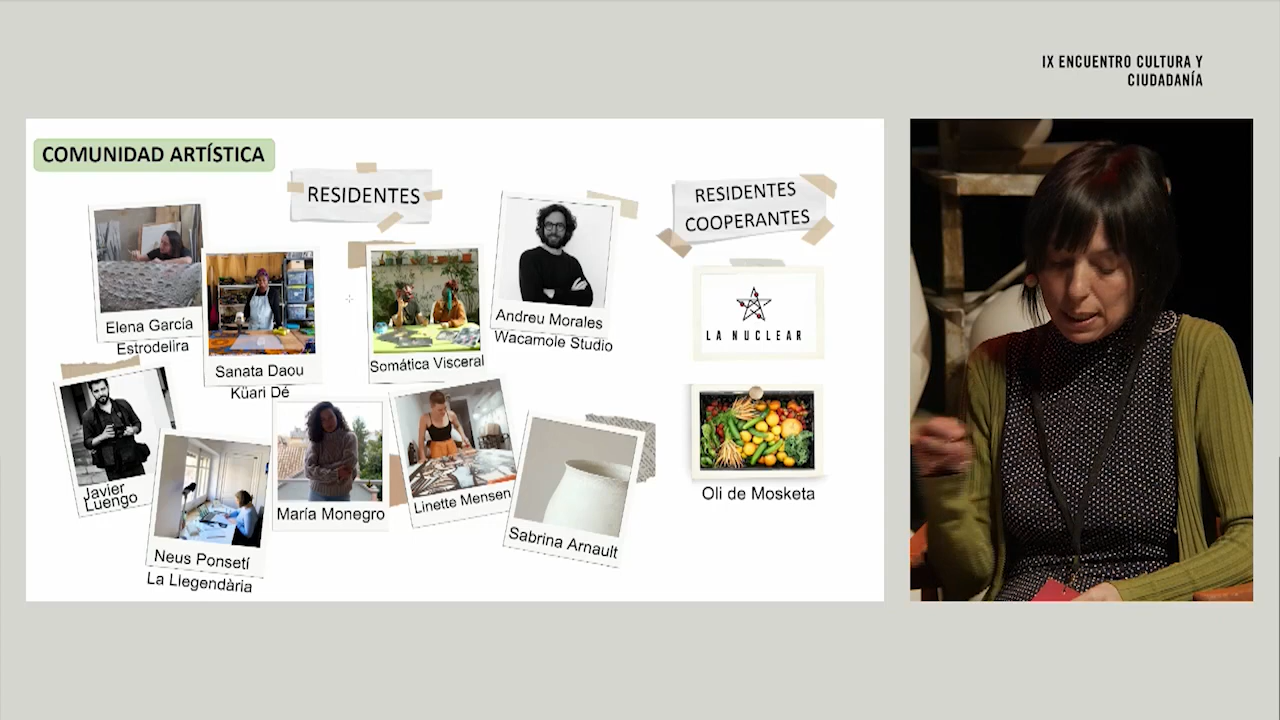 IX ENCUENTRO CULTURA Y
CIUDADANÍA
COMUNIDAD ARTÍSTICA
RESIDENTES
RESIDENTES
COOPERANTES
Elena García
Estrodelira
Sanata Daou
Küari Dé
Somática Visceral
Andreu Morales
Wacamole Studio
LA NUCLEAR
Javier
Luengo
Neus Ponsetí
La Llegendària
María Monegro
Linette Mensen
Sabrina Arnault
Oli de Mosketa